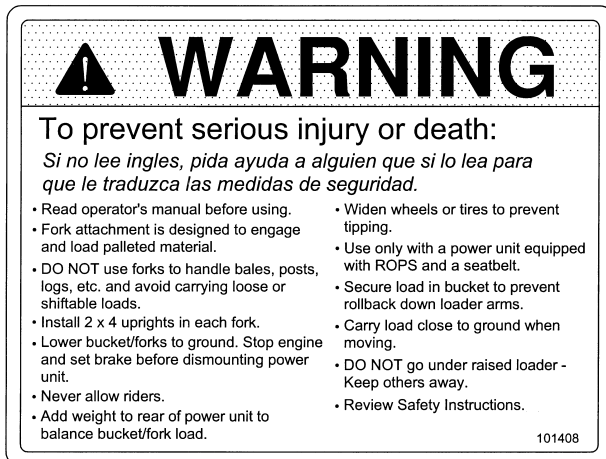 WARNING
To prevent serious injury or death:
Si no lee ingles, pida ayuda a alguien que si lo lea para
que le traduzca las medidas de seguridad.
• Read operator's manual before using.
• Fork attachment is designed to engage
and load palleted material.
• DO NOT use forks to handle bales, posts,
logs, etc. and avoid carrying loose or
shiftable loads.
• Install 2 x 4 uprights in each fork.
• Lower bucket/forks to ground. Stop engine
and set brake before dismounting power
unit.
• Never allow riders.
• Add weight to rear of power unit to
balance bucket/fork load.
• Widen wheels or tires to prevent
tipping.
• Use only with a power unit equipped
with ROPS and a seatbelt.
• Secure load in bucket to prevent
rollback down loader arms.
• Carry load close to ground when
moving.
• DO NOT go under raised loader -
Keep others away.
• Review Safety Instructions.
101408